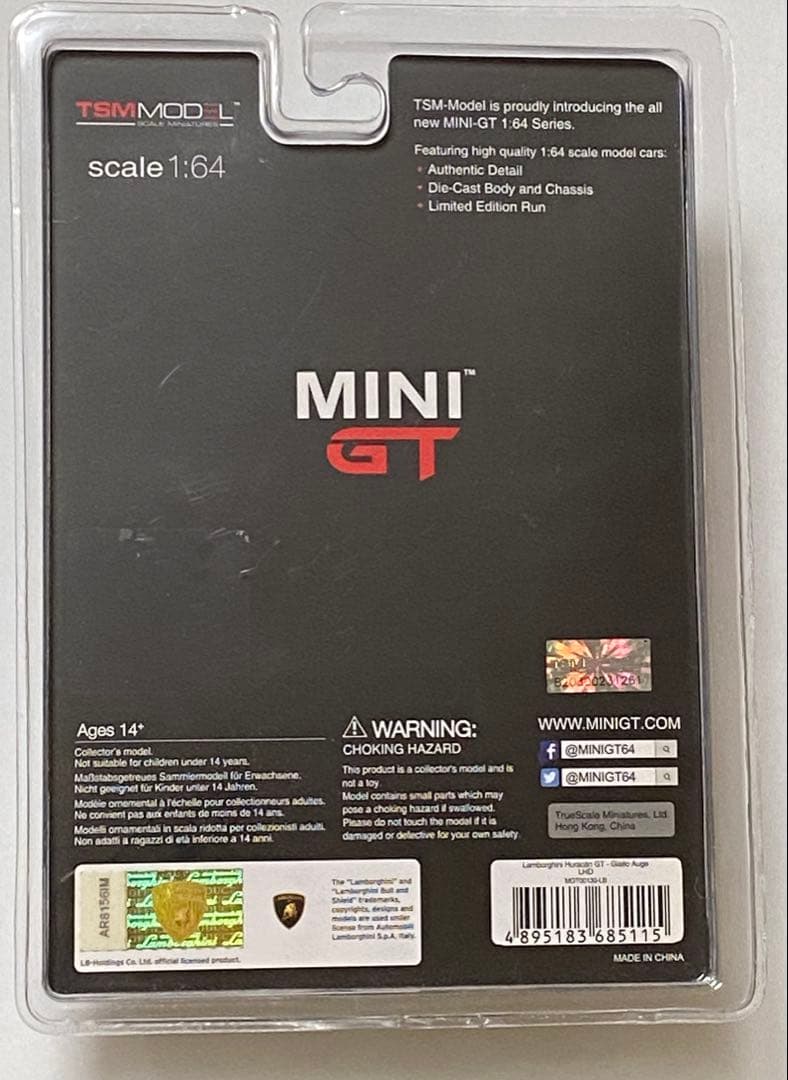 TSMMODEL™
SCALE MINIATURES
scale 1:64
TSM-Model is proudly introducing the all
new MINI-GT 1:64 Series.
Featuring high quality 1:64 scale model cars:
• Authentic Detail
• Die-Cast Body and Chassis
• Limited Edition Run
MINI™
GT
TSM
Ages 14+
Collector's model.
Not suitable for children under 14 years.
Maßstabsgetreues Sammlermodell für Erwachsene.
Nicht geeignet für Kinder unter 14 Jahren.
Modèle ornemental à l'échelle pour collectionneurs adultes.
Ne convient pas aux enfants de moins de 14 ans.
Modelli ornamentali in scala ridotta per collezionisti adulti.
Non adatti a ragazzi di età inferiore a 14 anni.
WARNING:
CHOKING HAZARD
This product is a collector's model and is
not a toy.
Model contains small parts which may
pose a choking hazard if swallowed.
Please do not touch the model if it is
damaged or defective for your own safety.
WWW.MINIGT.COM
@MINIGT64
@MINIGT64
TrueScale Miniatures, Ltd.
Hong Kong, China
AR8156IM
Lamborghini
LB-Holdings Co. Ltd. official licensed product.
The "Lamborghini" and
"Lamborghini Bull and
Shield" trademarks,
copyrights, designs and
models are used under
license from Automobili
Lamborghini S.p.A, Italy.
Lamborghini Huracán GT - Giallo Auge
LHD
MGT00130-LB
4 895183 685115
MADE IN CHINA